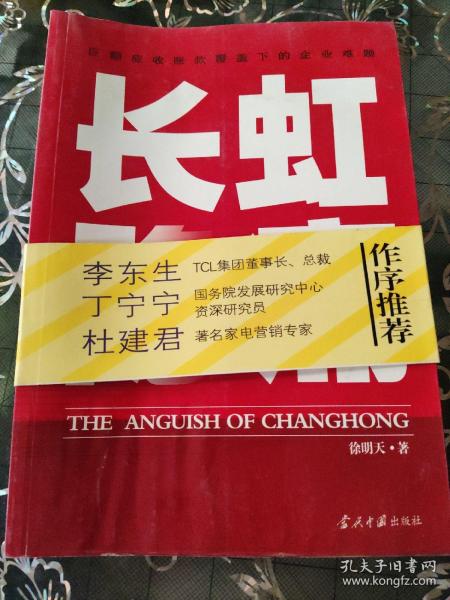 巨额应收账款覆盖下的企业难题
长虹
李东生 TCL集团董事长、总裁
丁宁宁 国务院发展研究中心
资深研究员
杜建君 著名家电营销专家
作序推荐
THE ANGUISH OF CHANGHONG
徐明天·著
当代中国出版社
孔夫子旧书网
www.kongfz.com